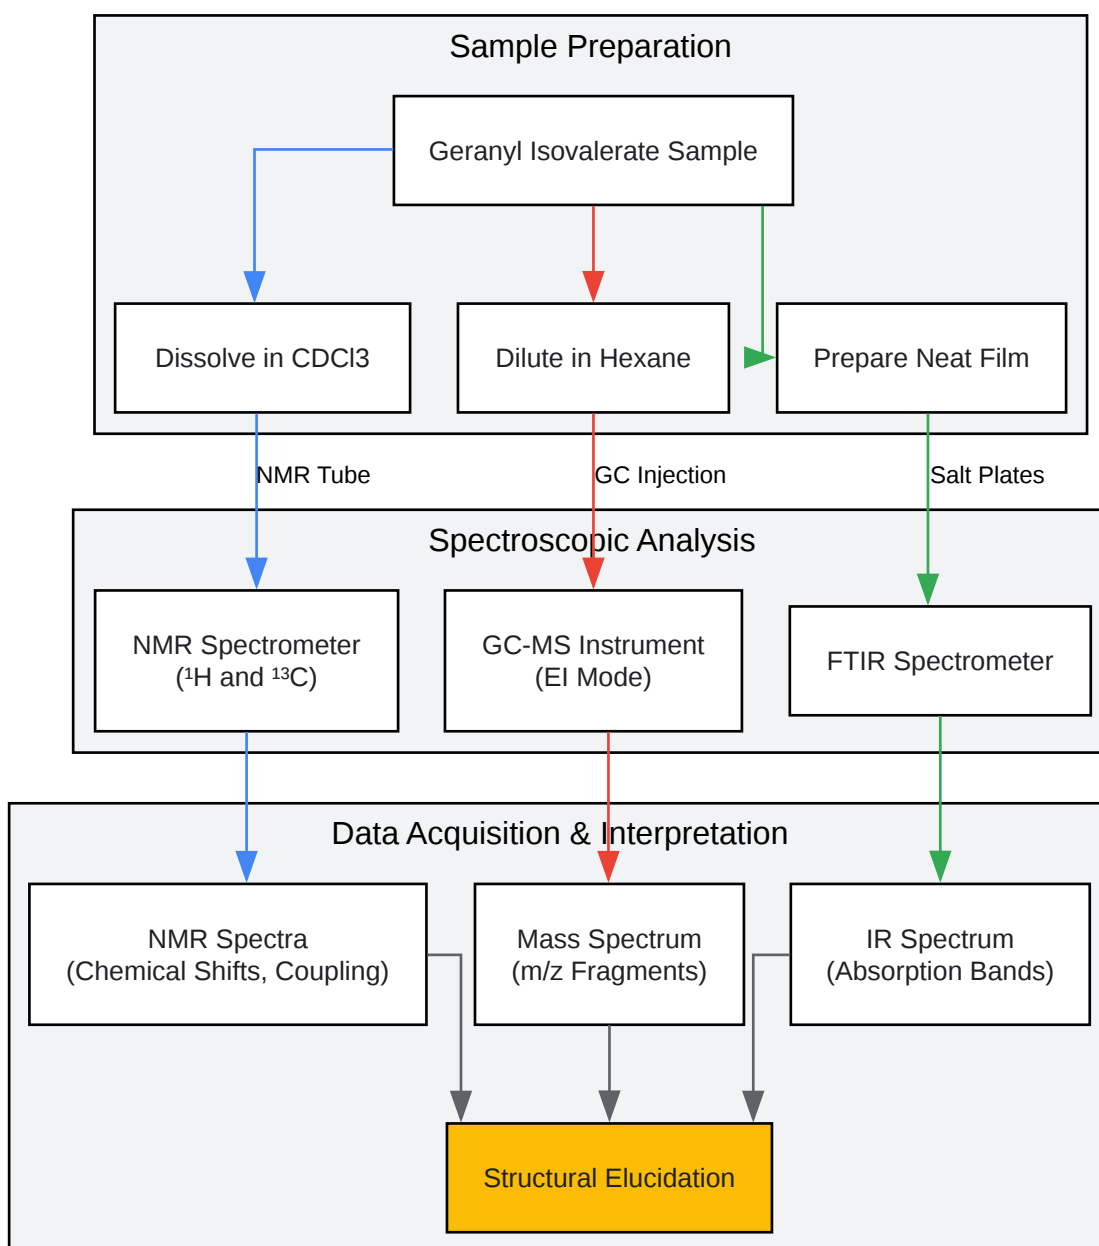 Sample Preparation
Geranyl Isovalerate Sample
Dissolve in CDCl3
Dilute in Hexane
Prepare Neat Film
NMR Tube
GC Injection
Salt Plates
Spectroscopic Analysis
NMR Spectrometer
(¹H and ¹³C)
GC-MS Instrument
(EI Mode)
FTIR Spectrometer
Data Acquisition & Interpretation
NMR Spectra
(Chemical Shifts, Coupling)
Mass Spectrum
(m/z Fragments)
IR Spectrum
(Absorption Bands)
Structural Elucidation